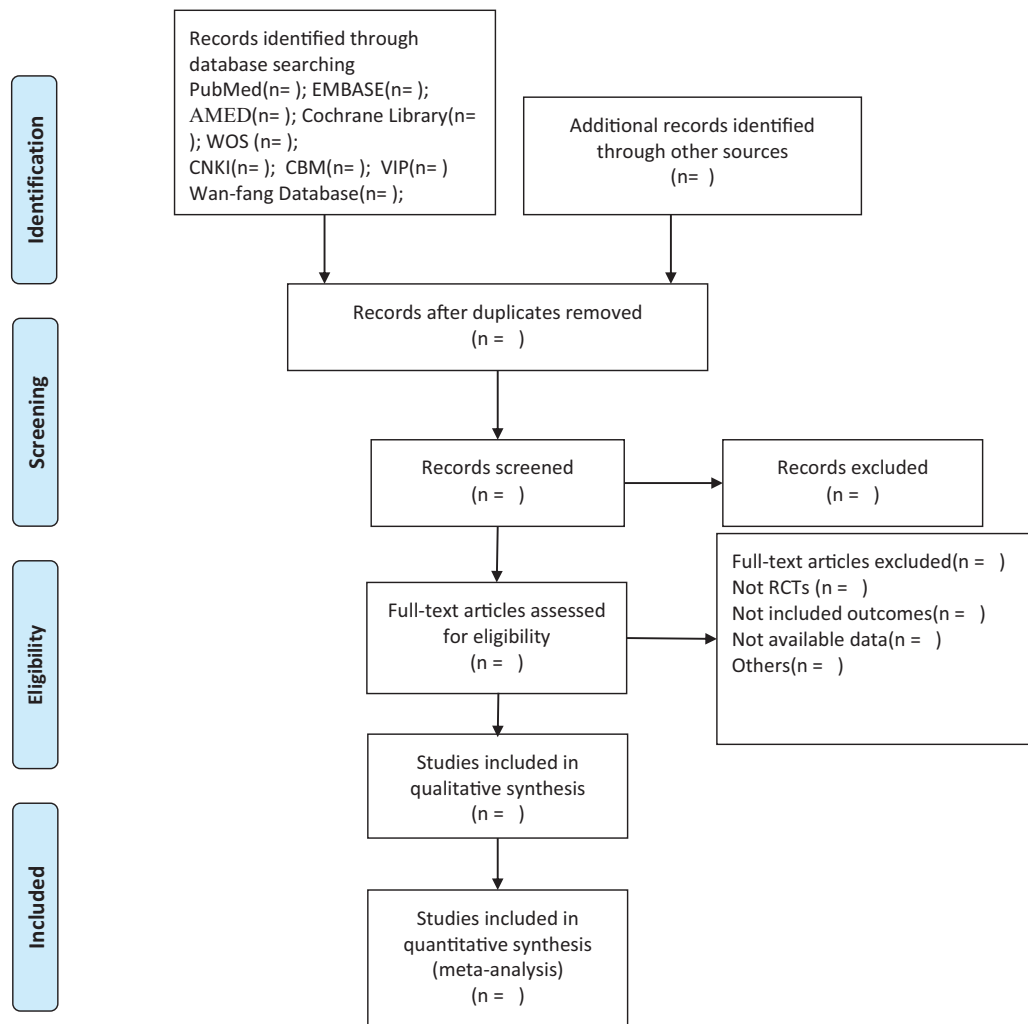 Identification
Records identified through
database searching
PubMed(n= ); EMBASE(n= );
AMED(n= ); Cochrane Library(n=
); WOS (n= );
CNKI(n= ); CBM(n= ); VIP(n= )
Wan-fang Database(n= );
Additional records identified
through other sources
(n= )
Records after duplicates removed
(n = )
Screening
Records screened
(n = )
Records excluded
(n = )
Eligibility
Full-text articles assessed
for eligibility
(n = )
Full-text articles excluded(n = )
Not RCTs (n = )
Not included outcomes(n = )
Not available data(n = )
Others(n = )
Studies included in
qualitative synthesis
(n = )
Included
Studies included in
quantitative synthesis
(meta-analysis)
(n = )